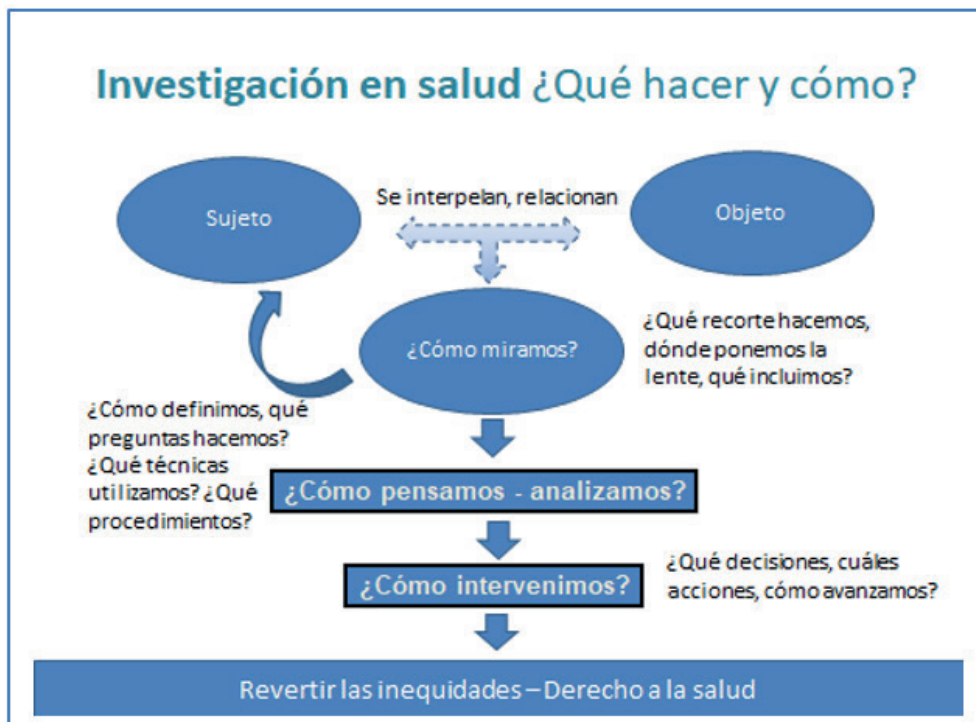 Investigación en salud ¿Qué hacer y cómo?
Sujeto
Se interpelan, relacionan
Objeto
¿Cómo miramos?
¿Qué recorte hacemos,
dónde ponemos la
lente, qué incluimos?
¿Cómo definimos, qué
preguntas hacemos?
¿Qué técnicas
utilizamos? ¿Qué
procedimientos?
¿Cómo pensamos - analizamos?
¿Cómo intervenimos?
¿Qué decisiones, cuáles
acciones, cómo avanzamos?
Revertir las inequidades – Derecho a la salud